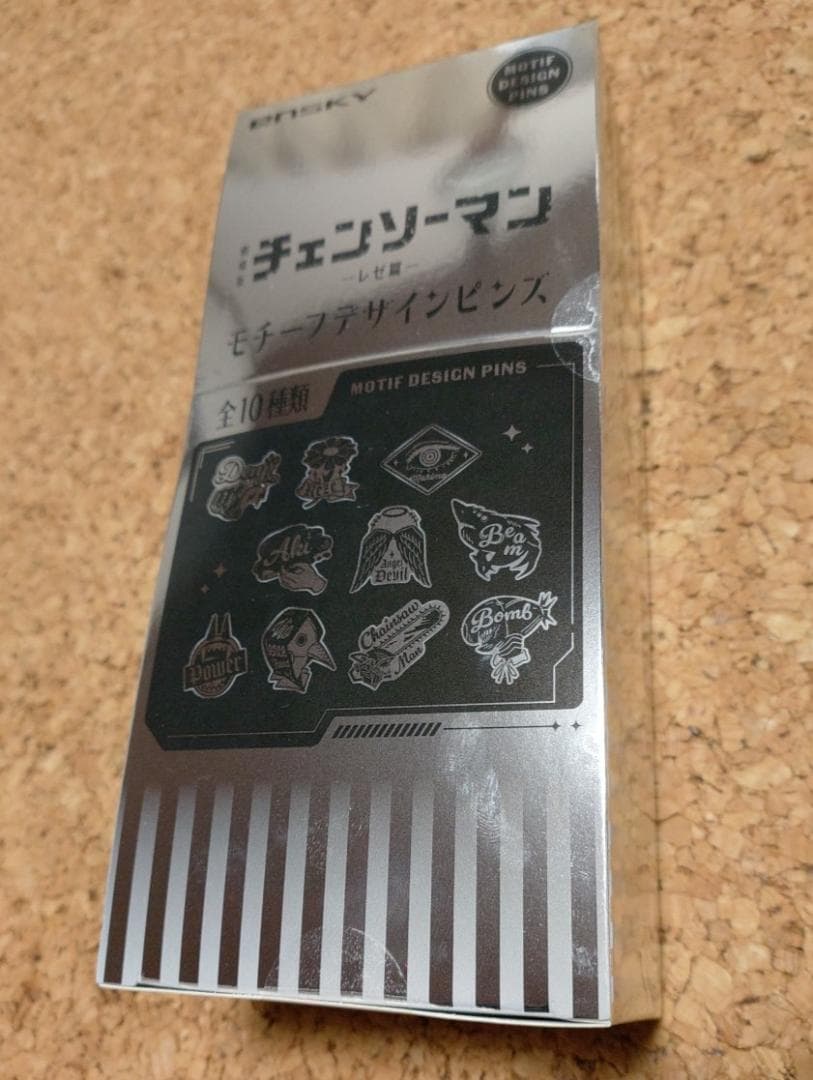 ensky
MOTIF
DESIGN
PINS
劇場版
チェンソーマン
―レゼ篇―
モチーフデザインピンズ
全10種類
MOTIF DESIGN PINS
Makima
Aki
Angel
Devil
Beam
Power
Chainsaw
Man
Bomb